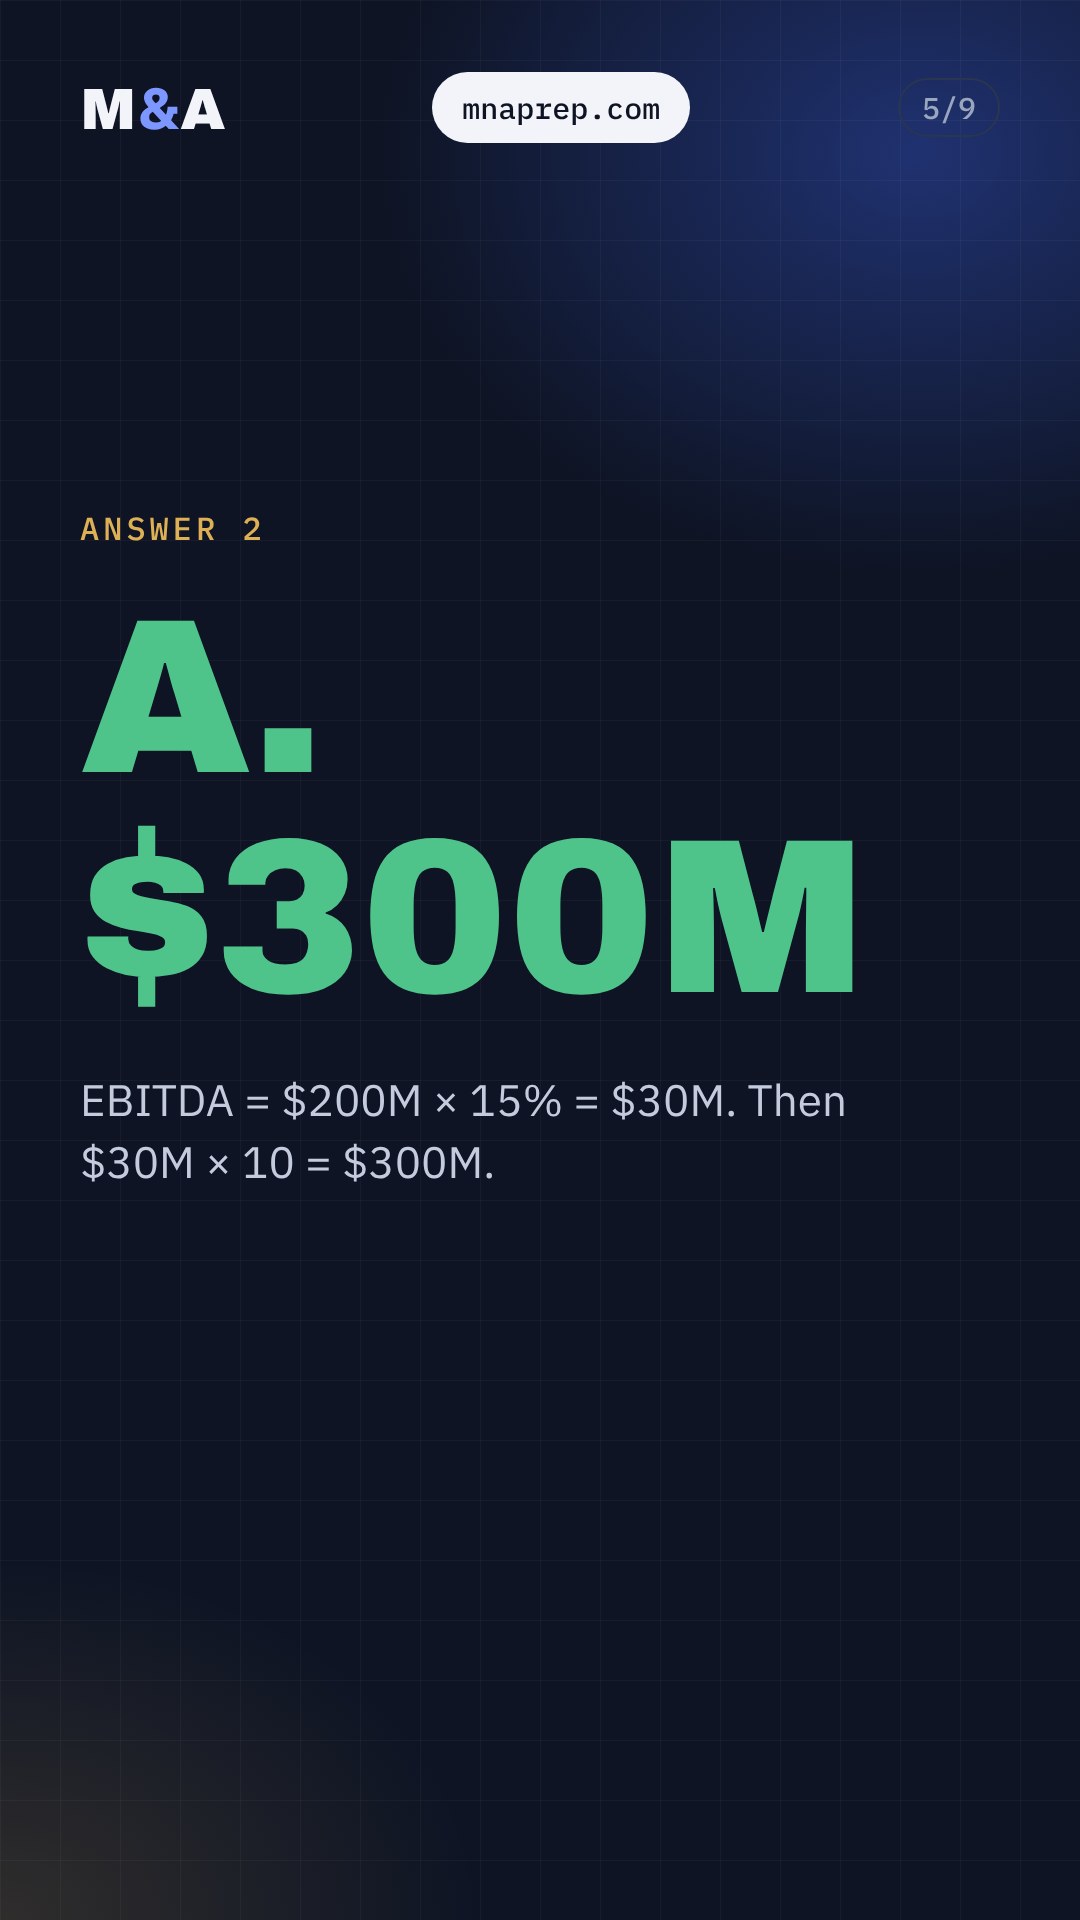 M&A
mnaprep.com
5/9
ANSWER 2
A.
$300M
EBITDA = $200M × 15% = $30M. Then
$30M × 10 = $300M.